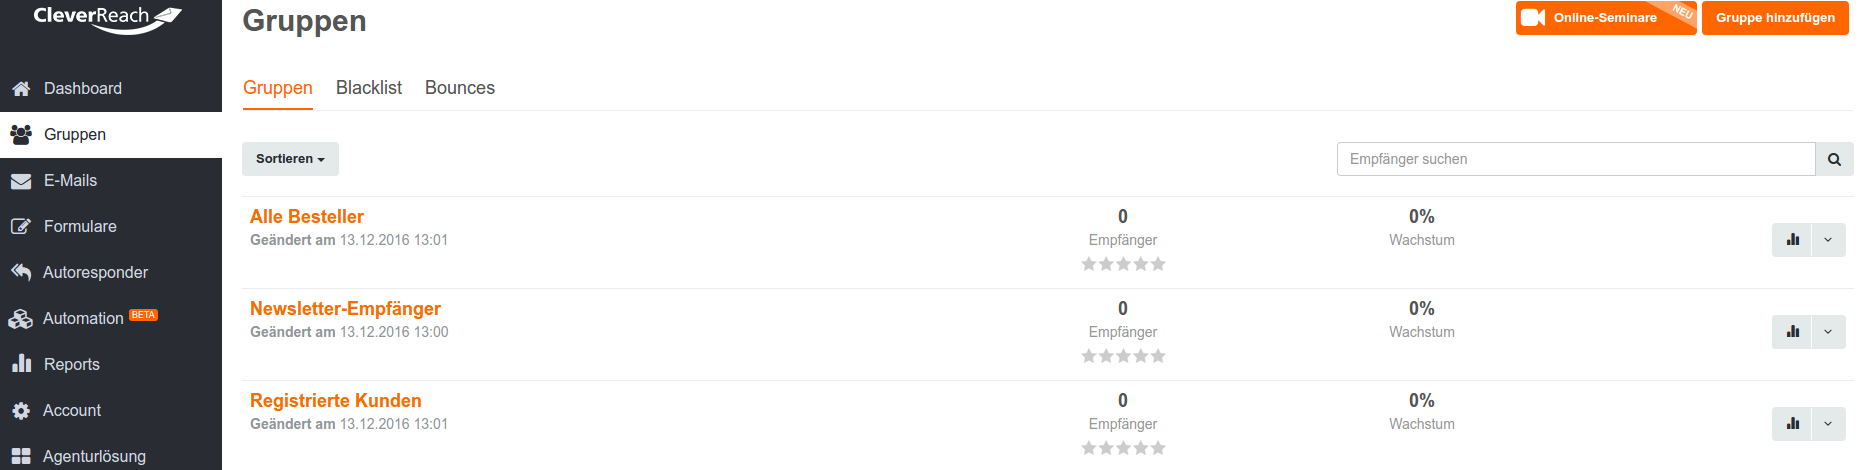 CleverReach
Gruppen
Online-Seminare
NEU
Gruppe hinzufügen
Dashboard
Gruppen
E-Mails
Formulare
Autoresponder
Automation BETA
Reports
Account
Agenturlösung
Gruppen Blacklist Bounces
Sortieren
Empfänger suchen
Alle Besteller
Geändert am 13.12.2016 13:01
0
Empfänger
0%
Wachstum
Newsletter-Empfänger
Geändert am 13.12.2016 13:00
0
Empfänger
0%
Wachstum
Registrierte Kunden
Geändert am 13.12.2016 13:01
0
Empfänger
0%
Wachstum